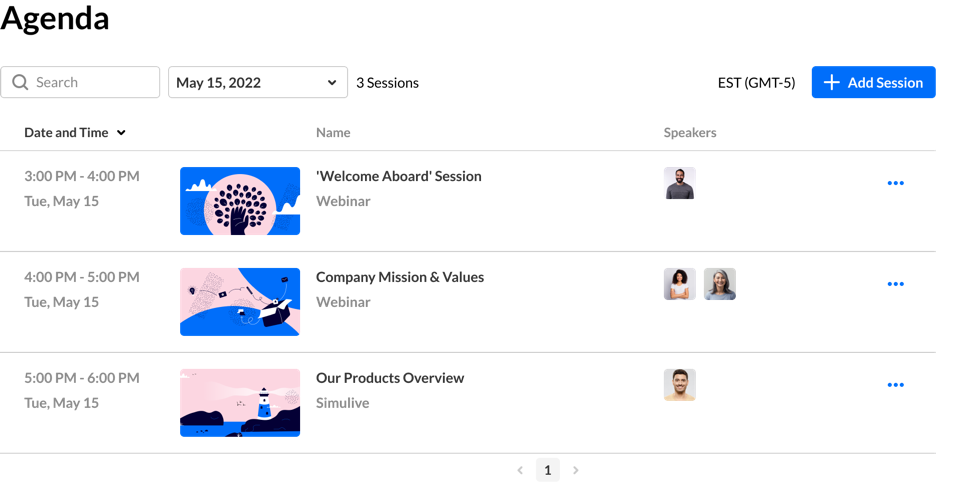 Agenda
Search
May 15, 2022
3 Sessions
EST (GMT-5)
Add Session
Date and Time
Name
Speakers
3:00 PM - 4:00 PM
Tue, May 15
'Welcome Aboard' Session
Webinar
4:00 PM - 5:00 PM
Tue, May 15
Company Mission & Values
Webinar
5:00 PM - 6:00 PM
Tue, May 15
Our Products Overview
Simulive
1